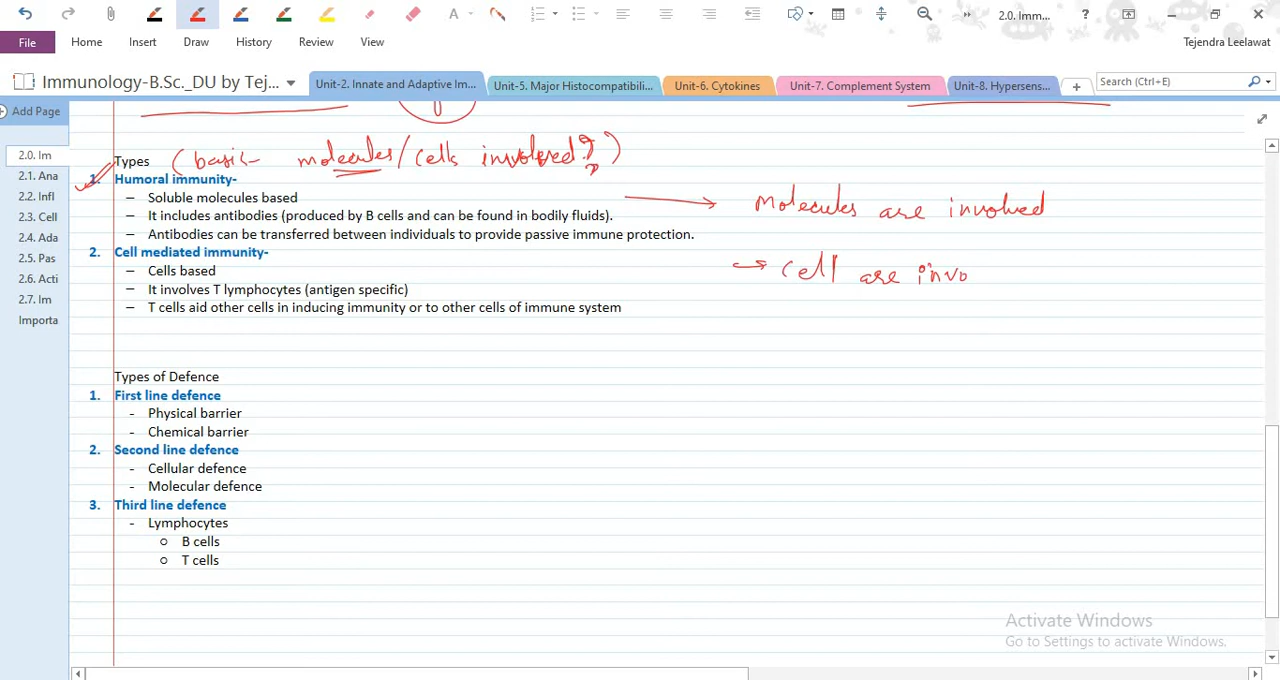 2.0. Imm...
?
Tejendra Leelawat
File
Home
Insert
Draw
History
Review
View
Immunology-B.Sc._DU by Tej...
Unit-2. Innate and Adaptive Im...
Unit-5. Major Histocompatibili...
Unit-6. Cytokines
Unit-7. Complement System
Unit-8. Hypersens...
+
Search (Ctrl+E)
Add Page
2.0. Im
2.1. Ana
2.2. Infl
2.3. Cell
2.4. Ada
2.5. Pas
2.6. Acti
2.7. Im
Importa
Types (basic molecules/cells involved?)
1. Humoral immunity-
– Soluble molecules based
– It includes antibodies (produced by B cells and can be found in bodily fluids). → Molecules are involved
– Antibodies can be transferred between individuals to provide passive immune protection.
2. Cell mediated immunity-
– Cells based → Cell are invo
– It involves T lymphocytes (antigen specific)
– T cells aid other cells in inducing immunity or to other cells of immune system
Types of Defence
1. First line defence
- Physical barrier
- Chemical barrier
2. Second line defence
- Cellular defence
- Molecular defence
3. Third line defence
- Lymphocytes
o B cells
o T cells
Activate Windows
Go to Settings to activate Windows.